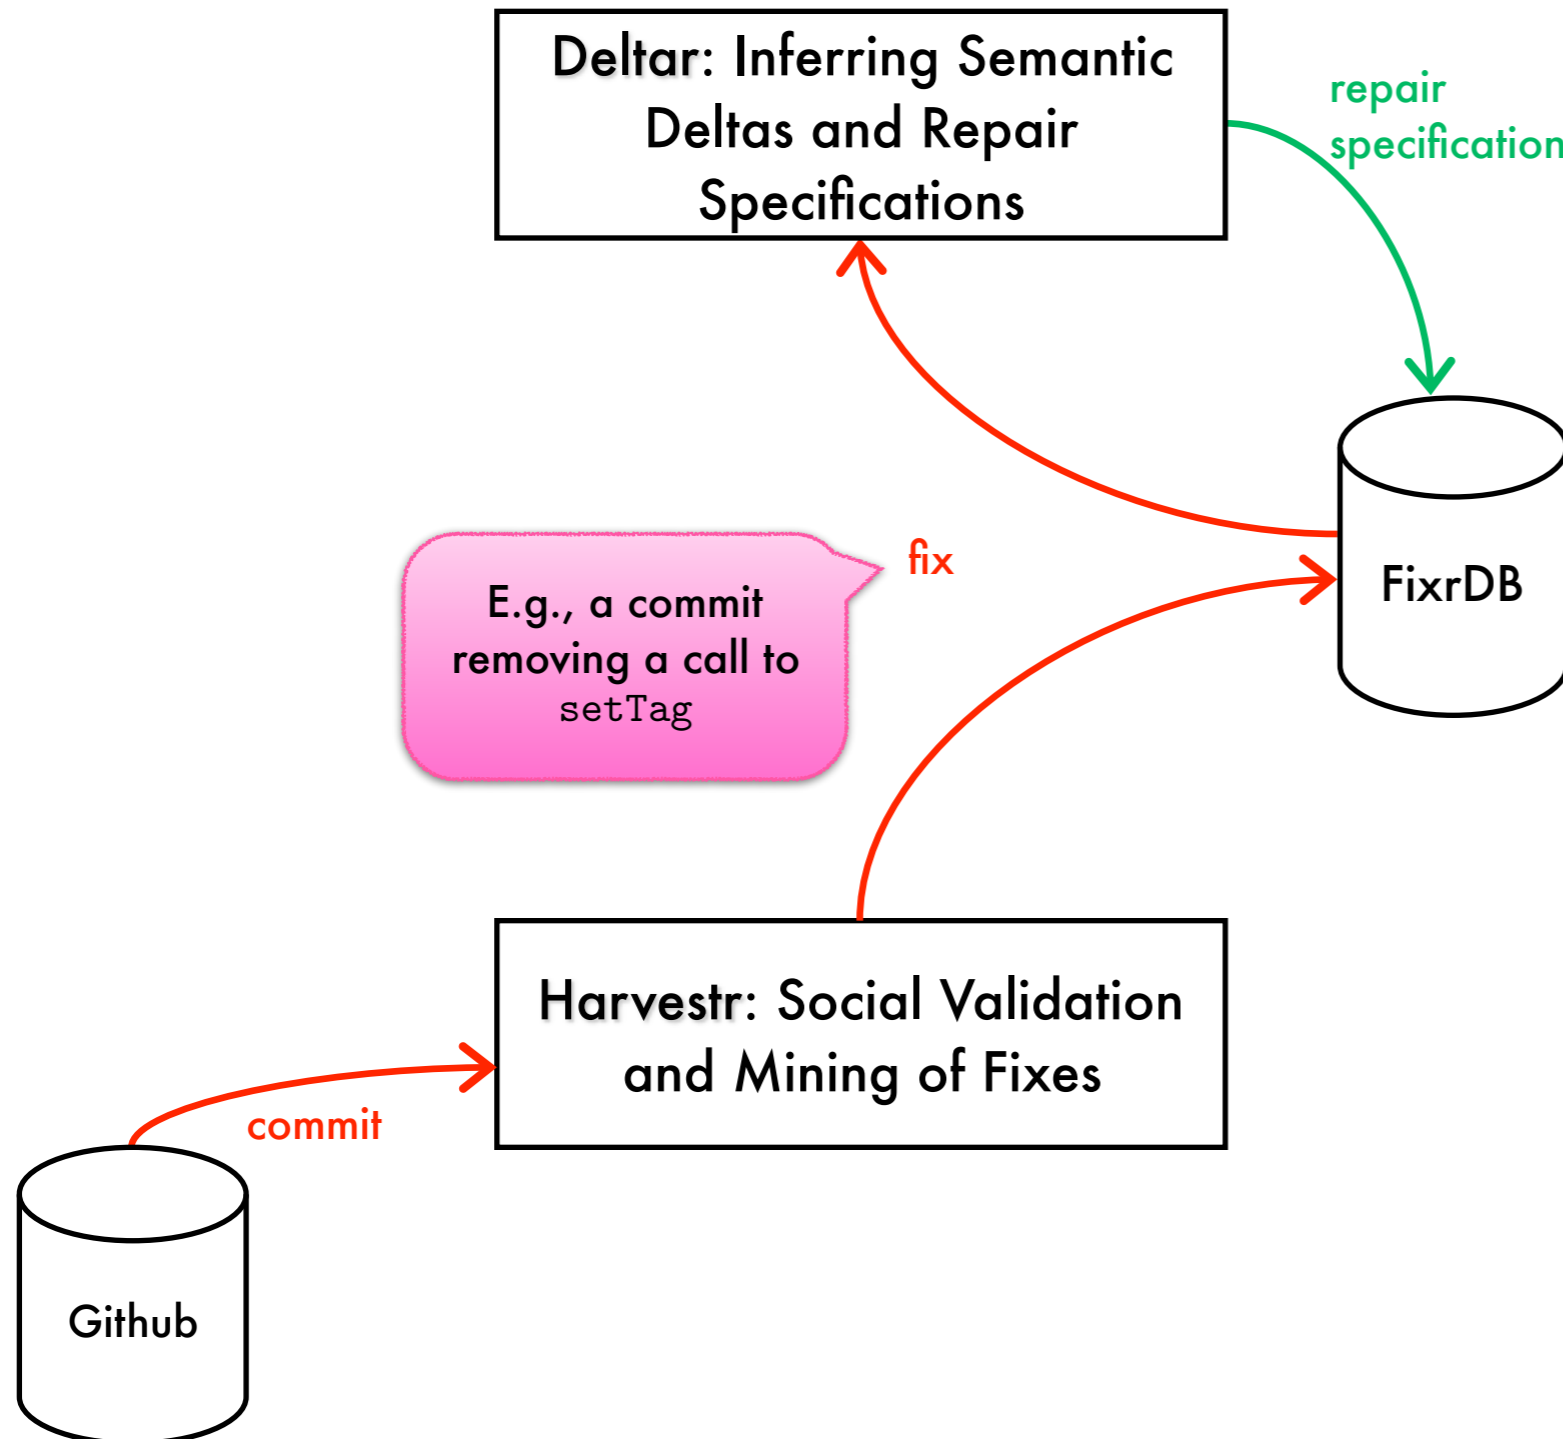 Deltar: Inferring Semantic
Deltas and Repair
Specifications
repair
specification
fix
E.g., a commit
removing a call to
setTag
FixrDB
Harvestr: Social Validation
and Mining of Fixes
commit
Github